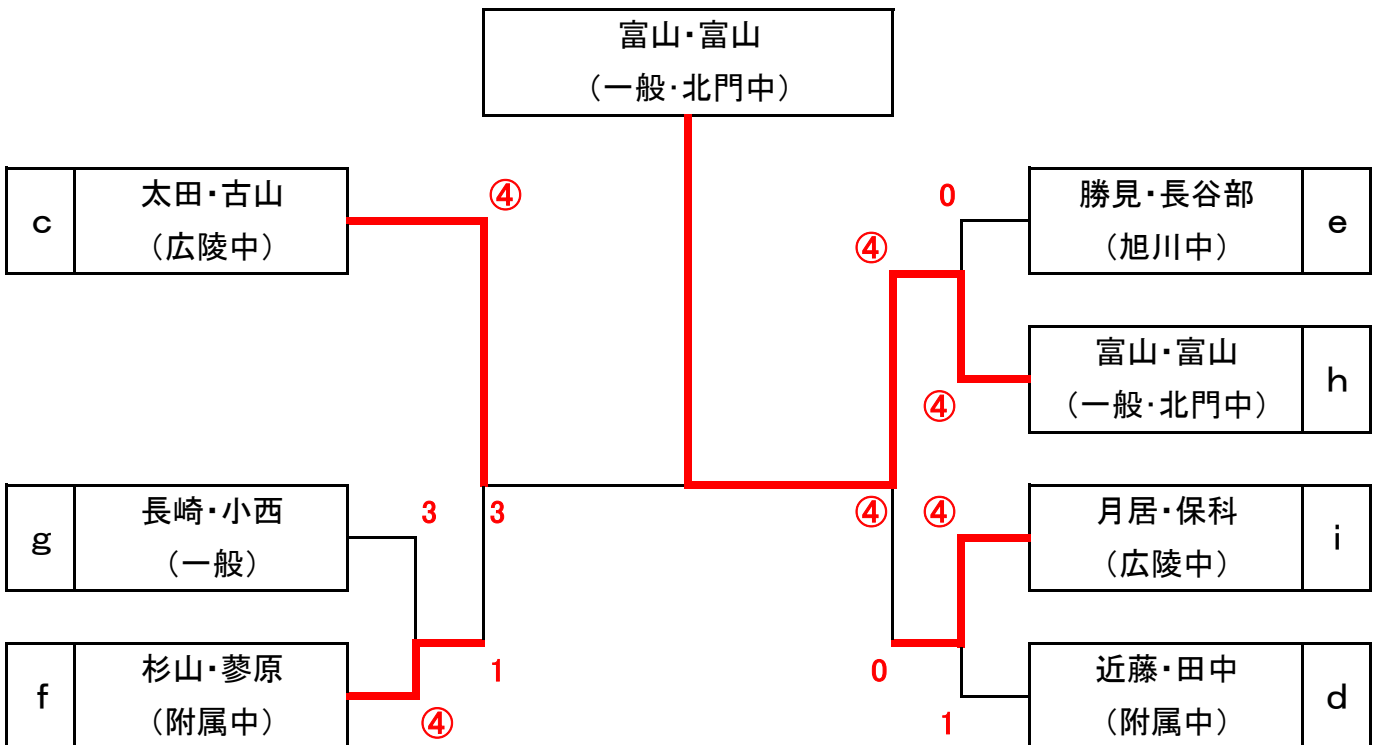 富山・富山
（一般・北門中）
c
太田・古山
（広陵中）
④
0
勝見・長谷部
（旭川中）
e
④
富山・富山
（一般・北門中）
h
④
g
長崎・小西
（一般）
3
3
④
④
月居・保科
（広陵中）
i
f
杉山・蓼原
（附属中）
1
④
0
1
近藤・田中
（附属中）
d